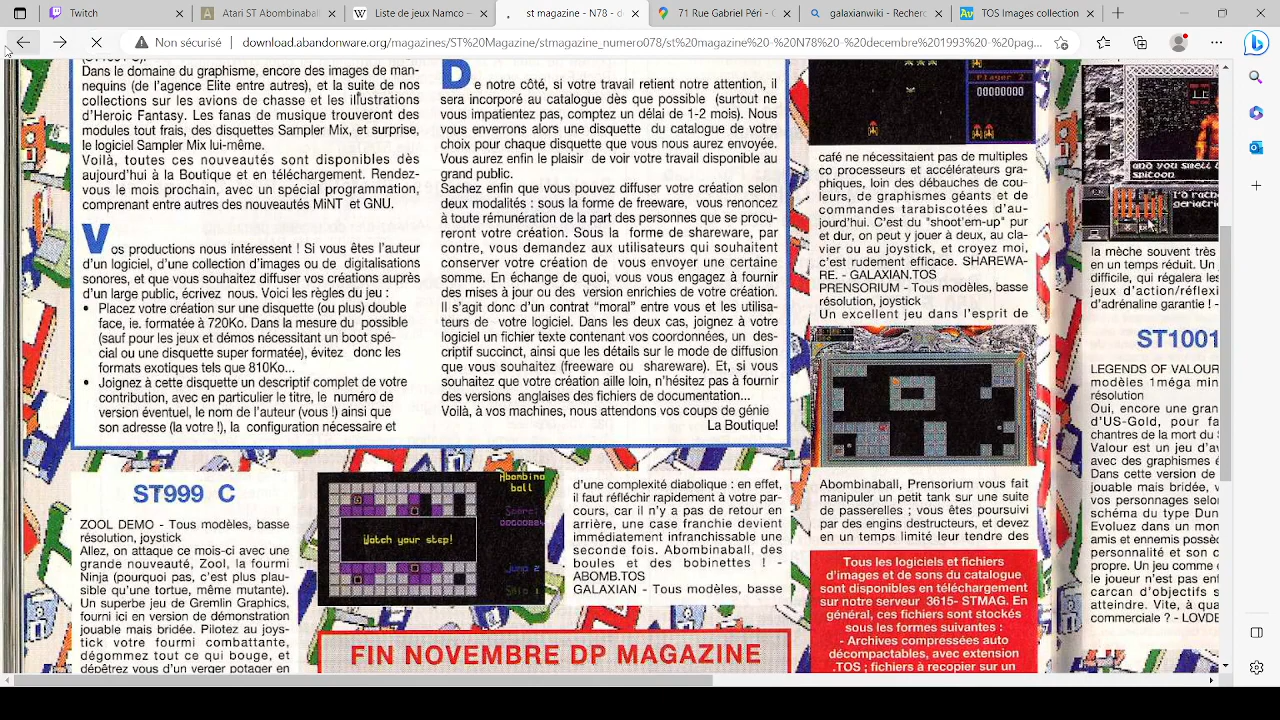 Twitch
Atari ST Abombinaball
Liste de jeux Namco –
st magazine - N78 - d
71 Rue Gabriel Péri - G
galaxianwiki - Recherc
TOS Images collection
Non sécurisé
download.abandonware.org/magazines/ST%20Magazine/stmagazine_numero078/st%20magazine%20-%20N78%20-%20decembre%201993%20-%20pag...
Dans le domaine du graphisme, encore des images de man-
nequins (de l'agence Elite entre autres), et la suite de nos
collections sur les avions de chasse et les illustrations
d'Heroic Fantasy. Les fanas de musique trouveront des
modules tout frais, des disquettes Sampler Mix, et surprise,
le logiciel Sampler Mix lui-même.
Voilà, toutes ces nouveautés sont disponibles dès
aujourd'hui à la Boutique et en téléchargement. Rendez-
vous le mois prochain, avec un spécial programmation,
comprenant entre autres des nouveautés MiNT et GNU.
Vos productions nous intéressent ! Si vous êtes l'auteur
d'un logiciel, d'une collection d'images ou de digitalisations
sonores, et que vous souhaitez diffuser vos créations auprès
d'un large public, écrivez nous. Voici les règles du jeu :
• Placez votre création sur une disquette (ou plus) double
face, ie. formatée à 720Ko. Dans la mesure du possible
(sauf pour les jeux et démos nécessitant un boot spé-
cial ou une disquette super formatée), évitez donc les
formats exotiques tels que 810Ko...
• Joignez à cette disquette un descriptif complet de votre
contribution, avec en particulier le titre, le numéro de
version éventuel, le nom de l'auteur (vous !) ainsi que
son adresse (la votre !), la configuration nécessaire et
De notre côté, si votre travail retient notre attention, il
sera incorporé au catalogue dès que possible (surtout ne
vous impatientez pas, comptez un délai de 1-2 mois). Nous
vous enverrons alors une disquette du catalogue de votre
choix pour chaque disquette que vous nous aurez envoyée.
Vous aurez enfin le plaisir de voir votre travail disponible au
grand public.
Sachez enfin que vous pouvez diffuser votre création selon
deux modalités : sous la forme de freeware, vous renoncez
à toute rémunération de la part des personnes que se procu-
reront votre création. Sous la forme de shareware, par
contre, vous demandez aux utilisateurs qui souhaitent
conserver votre création de vous envoyer une certaine
somme. En échange de quoi, vous vous engagez à fournir
des mises à jour ou des version enrichies de votre création.
Il s'agit donc d'un contrat "moral" entre vous et les utilisa-
teurs de votre logiciel. Dans les deux cas, joignez à votre
logiciel un fichier texte contenant vos coordonnées, un des-
criptif succinct, ainsi que les détails sur le mode de diffusion
que vous souhaitez (freeware ou shareware). Et, si vous
souhaitez que votre création aille loin, n'hésitez pas à fournir
des versions anglaises des fichiers de documentation...
Voilà, à vos machines, nous attendons vos coups de génie
La Boutique!
Player 2
00000000
café ne nécessitaient pas de multiples
co processeurs et accélérateurs gra-
phiques, loin des débauches de cou-
leurs, de graphismes géants et de
commandes tarabiscotées d'au-
jourd'hui. C'est du "shoot'em-up" pur
et dur, on peut y jouer à deux, au cla-
vier ou au joystick, et croyez moi,
c'est rudement efficace. SHAREWA-
RE. - GALAXIAN.TOS
PRENSORIUM - Tous modèles, basse
résolution, joystick
Un excellent jeu dans l'esprit de
Abominaball, Prensorium vous fait
manipuler un petit tank sur une suite
de passerelles ; vous êtes poursuivi
par des engins destructeurs, et devez
en un temps limité leur tendre des
Tous les logiciels et fichiers
d'images et de sons du catalogue
sont disponibles en téléchargement
sur notre serveur 3615- STMAG. En
général, ces fichiers sont stockés
sous les formes suivantes :
- Archives compressées auto
décompactables, avec extension
.TOS ; fichiers à recopier sur un
and you smell
spitoon
I'd rathe
geriatri
la mèche souvent très
en un temps réduit. Un
difficile, qui régalera les
jeux d'action/réflex
d'adrénaline garantie ! -
ST1001
LEGENDS OF VALOUR
modèles 1méga min
résolution
Oui, encore une gran
d'US-Gold, pour fa
chantres de la mort du S
Valour est un jeu d'av
avec des graphismes é
Dans cette version de
jouable mais bridée, v
vos personnages selon
schéma du type Dun
Evoluez dans un mon
amis et ennemis possèd
personnalité et son c
propre. Un jeu comme c
le joueur n'est pas enf
carcan d'objectifs s
atteindre. Vite, à qua
commerciale ? - LOVDE
ST999 C
ZOOL DEMO - Tous modèles, basse
résolution, joystick
Allez, on attaque ce mois-ci avec une
grande nouveauté, Zool, la fourmi
Ninja (pourquoi pas, c'est plus plau-
sible qu'une tortue, même mutante).
Un superbe jeu de Gremlin Graphics,
fourni ici en version de démonstration
jouable mais bridée. Pilotez au joys-
tick votre fourmi combattante,
dégommez tout ce qui bouge, et
dépêtrez vous d'un verger potager en
Abombina
ball
Score:
Watch your step!
Jump 2
Skip 1
d'une complexité diabolique : en effet,
il faut réfléchir rapidement à votre par-
cours, car il n'y a pas de retour en
arrière, une case franchie devient
immédiatement infranchissable une
seconde fois. Abombinaball, des
boules et des bobinettes ! -
ABOMB.TOS
GALAXIAN - Tous modèles, basse
FIN NOVEMBRE DP MAGAZINE